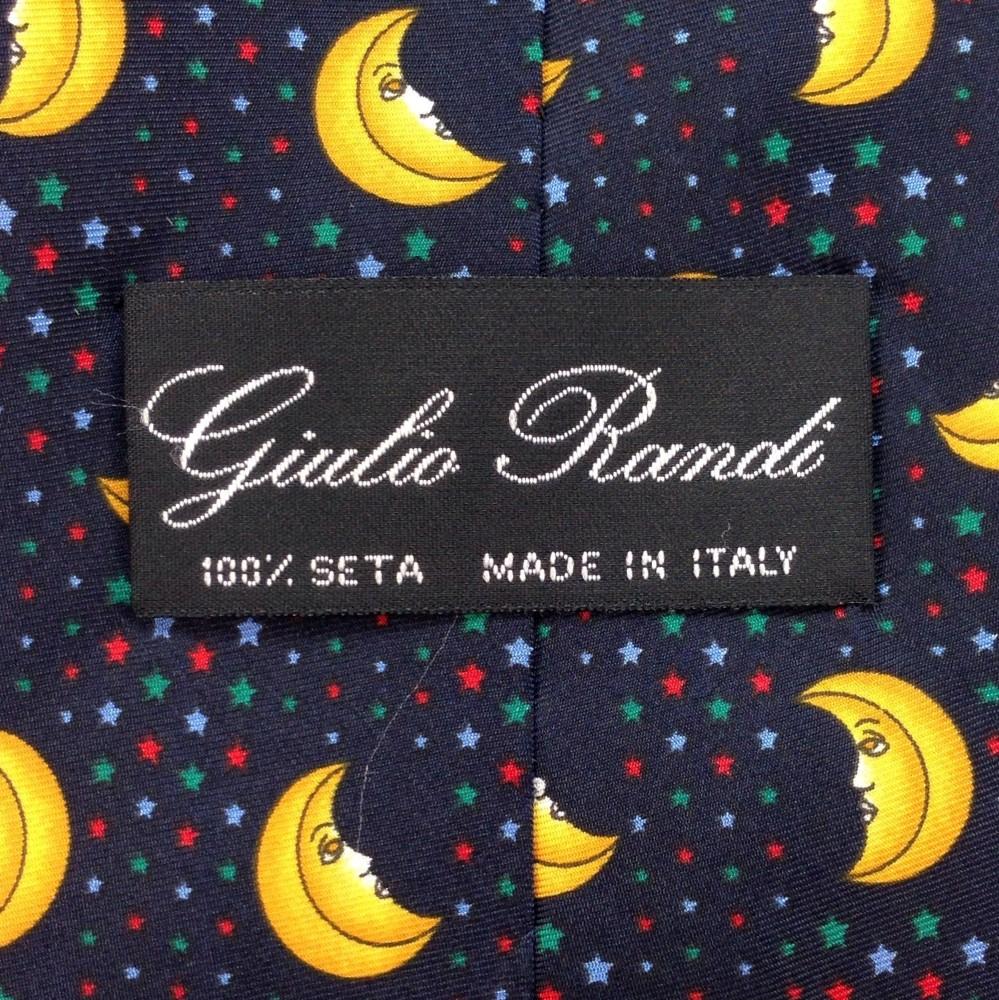 Giulio Randi
100% SETA MADE IN ITALY